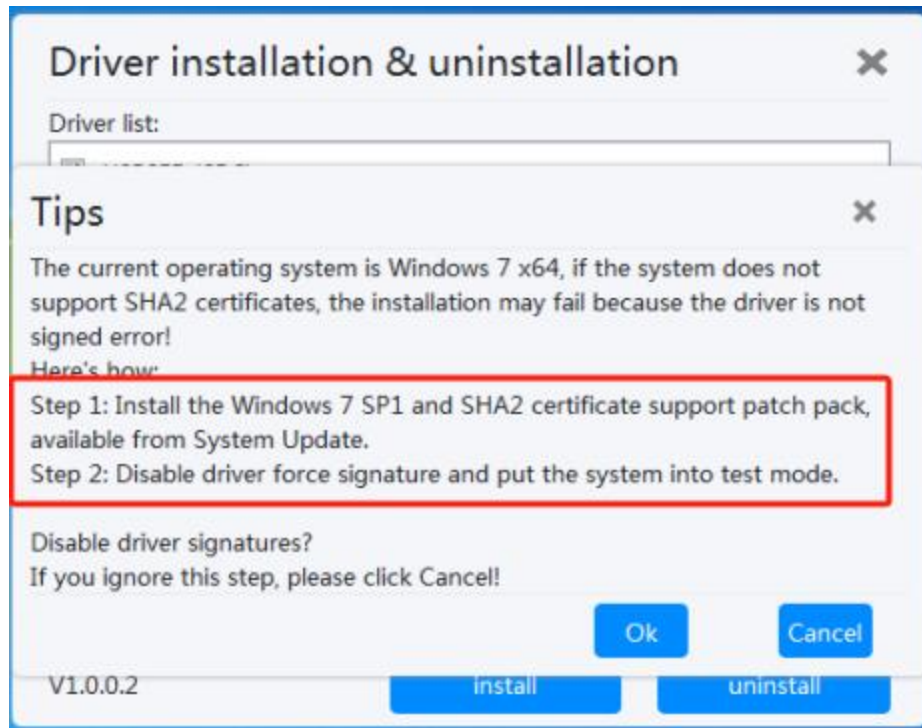 Driver installation & uninstallation
Driver list:
Tips
The current operating system is Windows 7 x64, if the system does not
support SHA2 certificates, the installation may fail because the driver is not
signed error!
Here's how:
Step 1: Install the Windows 7 SP1 and SHA2 certificate support patch pack,
available from System Update.
Step 2: Disable driver force signature and put the system into test mode.
Disable driver signatures?
If you ignore this step, please click Cancel!
Ok
Cancel
V1.0.0.2
install
uninstall